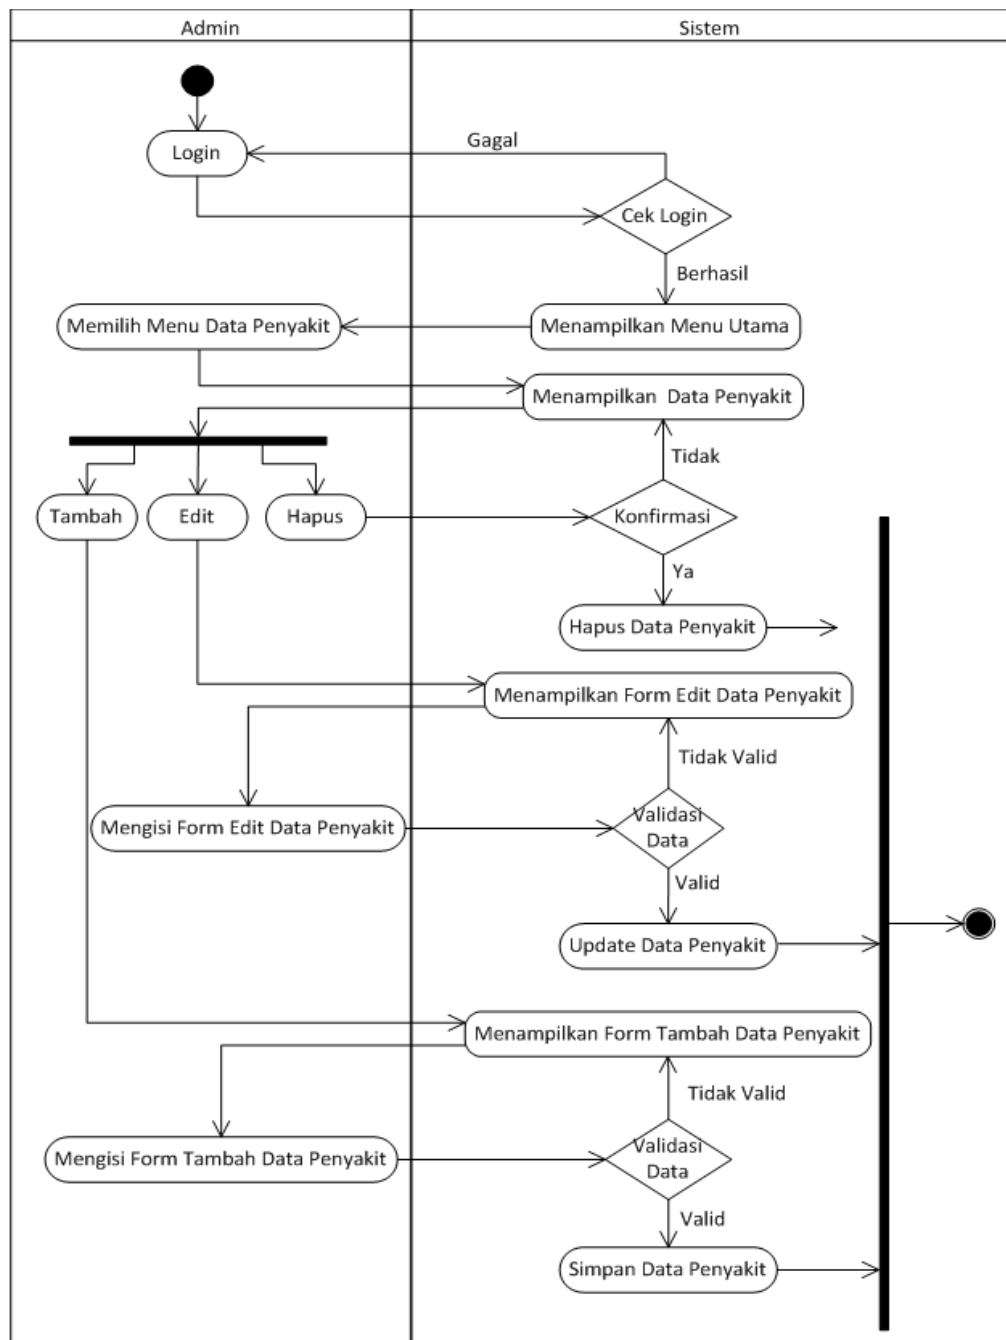 Admin
Sistem
Login
Gagal
Cek Login
Berhasil
Memilih Menu Data Penyakit
Menampilkan Menu Utama
Menampilkan Data Penyakit
Tidak
Tambah
Edit
Hapus
Konfirmasi
Ya
Hapus Data Penyakit
Menampilkan Form Edit Data Penyakit
Tidak Valid
Mengisi Form Edit Data Penyakit
Validasi
Data
Valid
Update Data Penyakit
Menampilkan Form Tambah Data Penyakit
Tidak Valid
Mengisi Form Tambah Data Penyakit
Validasi
Data
Valid
Simpan Data Penyakit